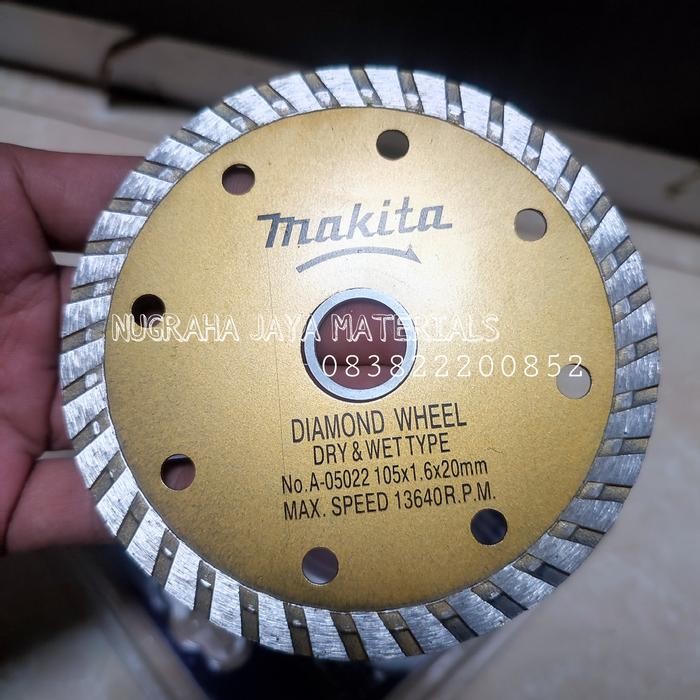 makita
NUGRAHA JAYA MATERIALS
083822200852
DIAMOND WHEEL
DRY & WET TYPE
No.A-05022 105x1.6x20mm
MAX. SPEED 13640R.P.M.